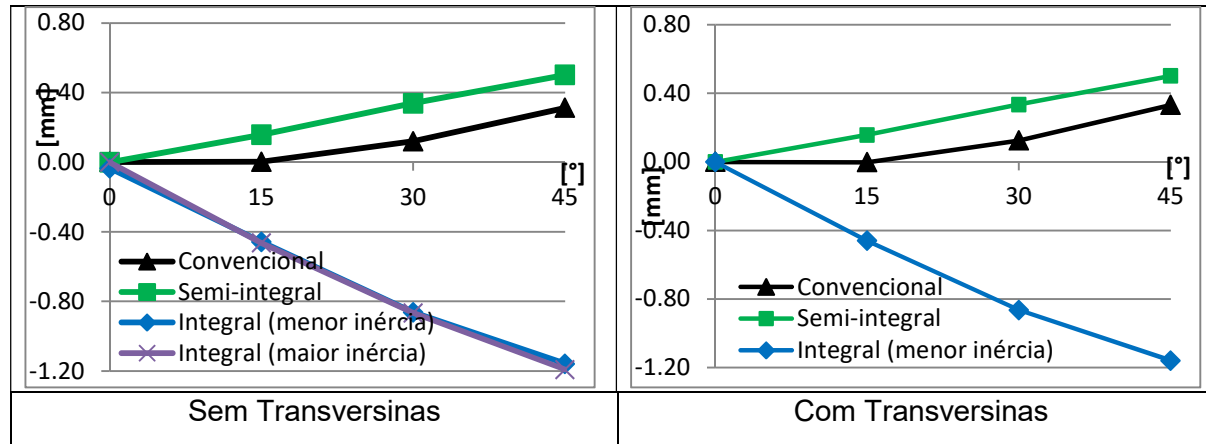 0.80
0.40
0.00
-0.40
-0.80
-1.20
[mm]
0
15
30
45
[°]
Convencional
Semi-integral
Integral (menor inércia)
Integral (maior inércia)
Sem Transversinas
0.80
0.40
0.00
-0.40
-0.80
-1.20
[mm]
0
15
30
45
[°]
Convencional
Semi-integral
Integral (menor inércia)
Com Transversinas